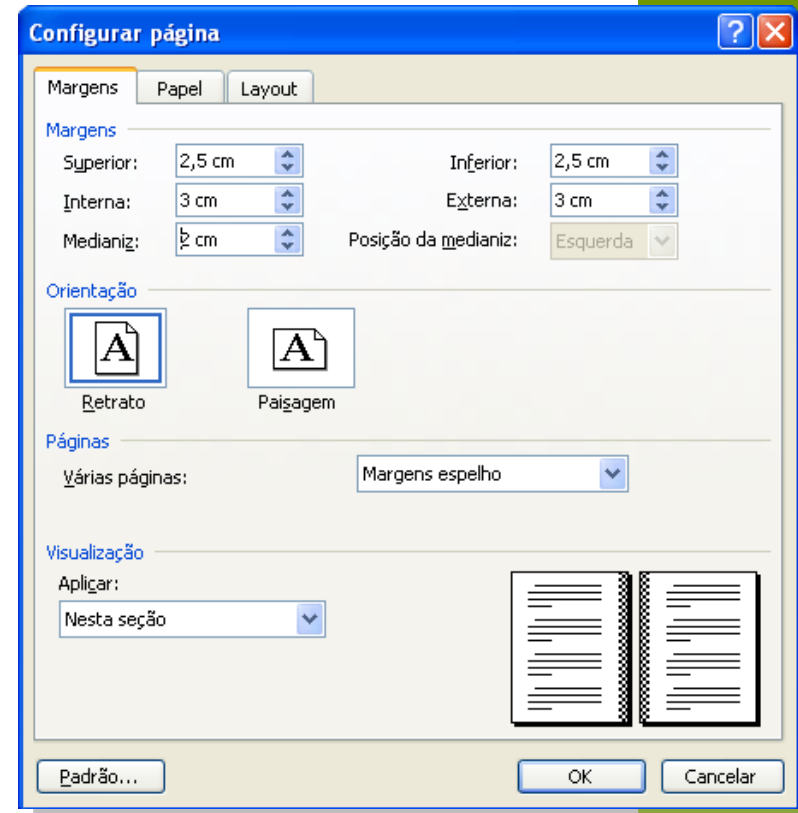 Configurar página
Margens Papel Layout
Margens
Superior: 2,5 cm Inferior: 2,5 cm
Interna: 3 cm Externa: 3 cm
Medianiz: 2 cm Posição da medianiz: Esquerda
Orientação
A A
Retrato Paisagem
Páginas
Várias páginas: Margens espelho
Visualização
Aplicar:
Nesta seção
Padrão... OK Cancelar